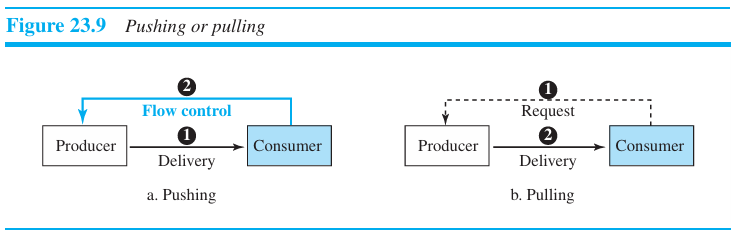 Figure 23.9 Pushing or pulling
2
Flow control
Producer
1
Delivery
Consumer
a. Pushing
1
Request
Producer
2
Delivery
Consumer
b. Pulling